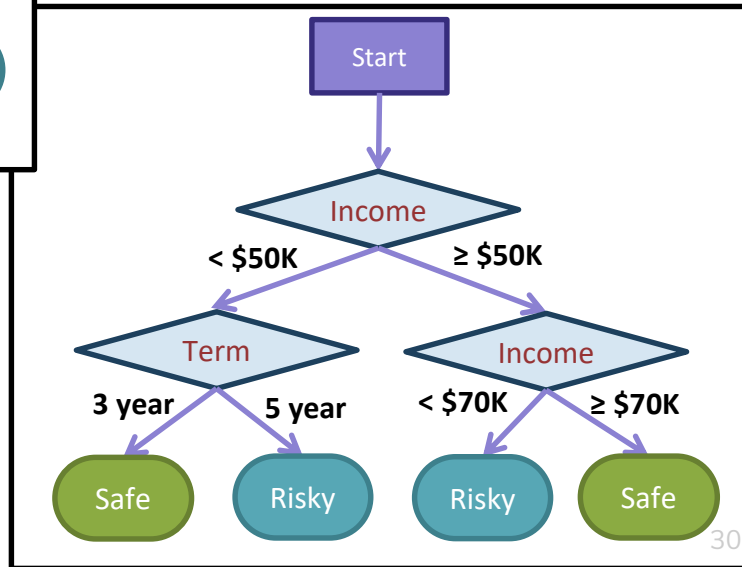 Start
Income
< $50K
≥ $50K
Term
Income
3 year
5 year
< $70K
≥ $70K
Safe
Risky
Risky
Safe
30